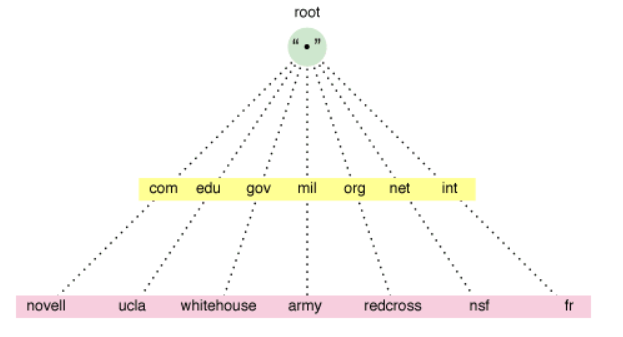 root
“•”
com edu gov mil org net int
novell ucla whitehouse army redcross nsf fr